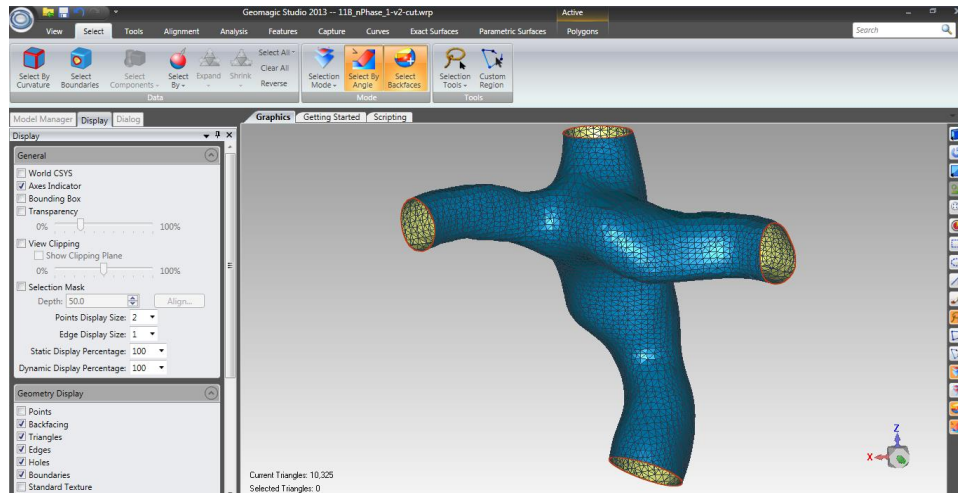 Geomagic Studio 2013 -- 118_nPhase_1-v2-cut.wrp
Active
View Select Tools Alignment Analysis Features Capture Curves Exact Surfaces Parametric Surfaces Polygons
Search
Select By Curvature
Select Boundaries
Select Components
Select By
Expand
Shrink
Select All
Clear All
Reverse
Selection Mode
Select By Angle
Select Backfaces
Selection Tools
Custom Region
Data Mode Tools
Model Manager Display Dialog
Graphics Getting Started Scripting
Display
General
World CSYS
Axes Indicator
Bounding Box
Transparency
0% 100%
View Clipping
Show Clipping Plane
0% 100%
Selection Mask
Depth: 50.0 Align...
Points Display Size: 2
Edge Display Size: 1
Static Display Percentage: 100
Dynamic Display Percentage: 100
Geometry Display
Points
Backfacing
Triangles
Edges
Holes
Boundaries
Standard Texture
Z
X
Current Triangles: 10,325
Selected Triangles: 0